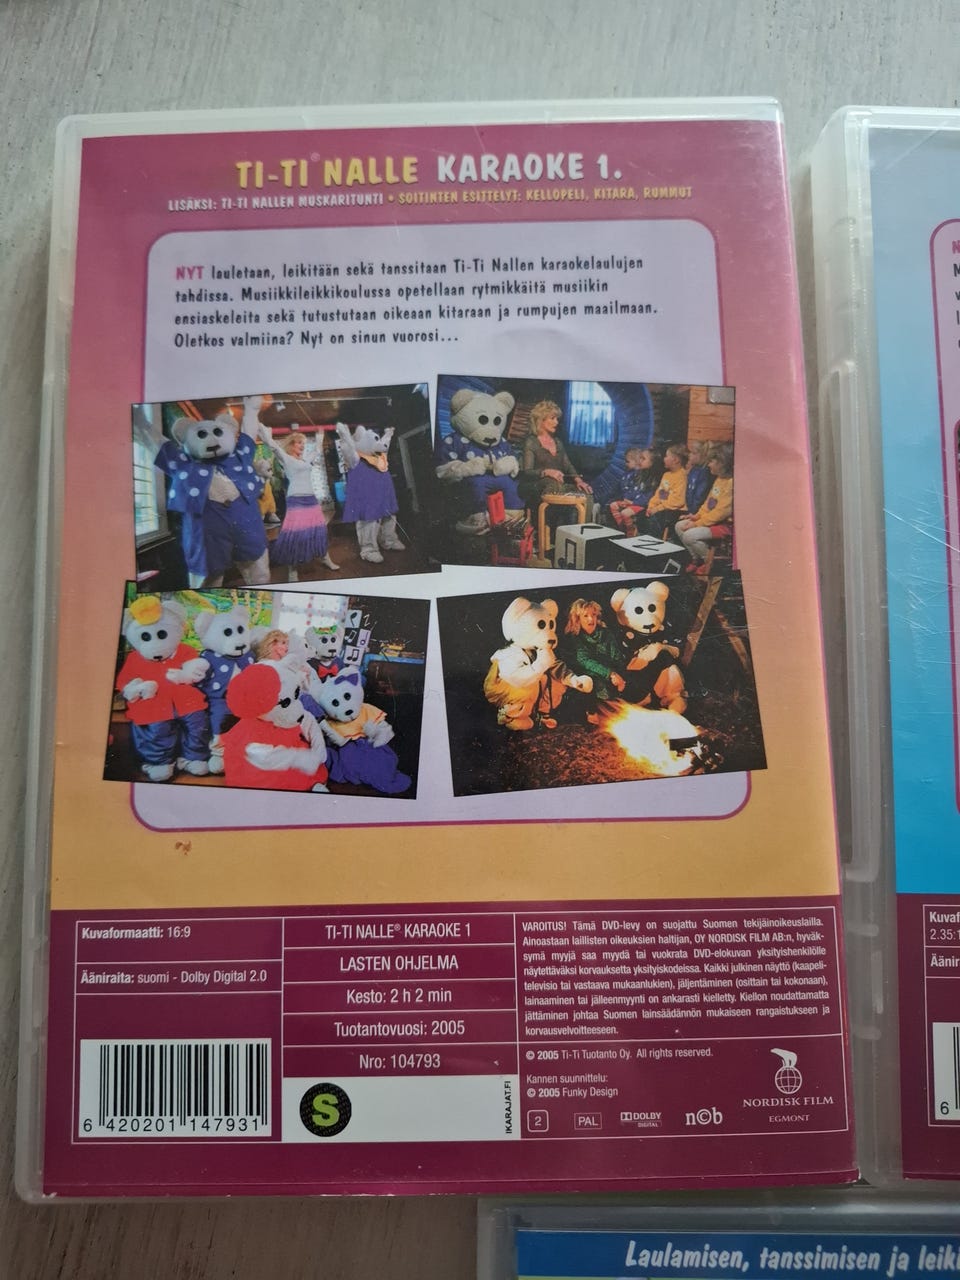 TI-TI® NALLE KARAOKE 1.
LISÄKSI: TI-TI NALLEN MUSKARITUNTI • SOITINTEN ESITTELYT: KELLOPELI, KITARA, RUMMUT
NYT lauletaan, leikitään sekä tanssitaan Ti-Ti Nallen karaokelaulujen
tahdissa. Musiikkileikkikoulussa opetellaan rytmikkäitä musiikin
ensiaskeleita sekä tutustutaan oikeaan kitaraan ja rumpujen maailmaan.
Oletkos valmiina? Nyt on sinun vuorosi...
Kuvaformaatti: 16:9
Ääniraita: suomi - Dolby Digital 2.0
6 420201 147931
TI-TI NALLE® KARAOKE 1
LASTEN OHJELMA
Kesto: 2 h 2 min
Tuotantovuosi: 2005
Nro: 104793
S
IKARAJAT.FI
VAROITUS! Tämä DVD-levy on suojattu Suomen tekijäinoikeuslailla.
Ainoastaan laillisten oikeuksien haltijan, OY NORDISK FILM AB:n, hyväk-
symä myyjä saa myydä tai vuokrata DVD-elokuvan yksityishenkilölle
näytettäväksi korvauksetta yksityiskodeissa. Kaikki julkinen näyttö (kaapeli-
televisio tai vastaava mukaanlukien), jäljentäminen (osittain tai kokonaan),
lainaaminen tai jälleenmyynti on ankarasti kielletty. Kiellon noudattamatta
jättäminen johtaa Suomen lainsäädännön mukaiseen rangaistukseen ja
korvausvelvoitteeseen.
© 2005 Ti-Ti Tuotanto Oy. All rights reserved.
Kannen suunnittelu:
© 2005 Funky Design
2 PAL DOLBY DIGITAL n©b
NORDISK FILM
EGMONT
Kuvaf
2.35:1
Äänir
6
Laulamisen, tanssimisen ja leiki